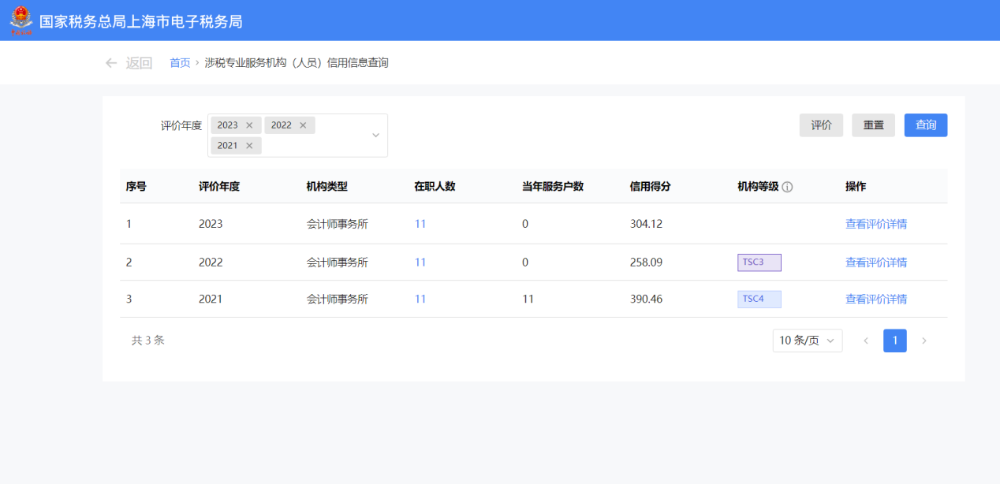 国家税务总局上海市电子税务局
返回 首页 > 涉税专业服务机构（人员）信用信息查询
评价年度 2023 × 2022 × 评价 重置 查询
2021 ×
序号 评价年度 机构类型 在职人数 当年服务户数 信用得分 机构等级 操作
1 2023 会计师事务所 11 0 304.12 查看评价详情
2 2022 会计师事务所 11 0 258.09 TSC3 查看评价详情
3 2021 会计师事务所 11 11 390.46 TSC4 查看评价详情
共 3 条 10 条/页 < 1 >